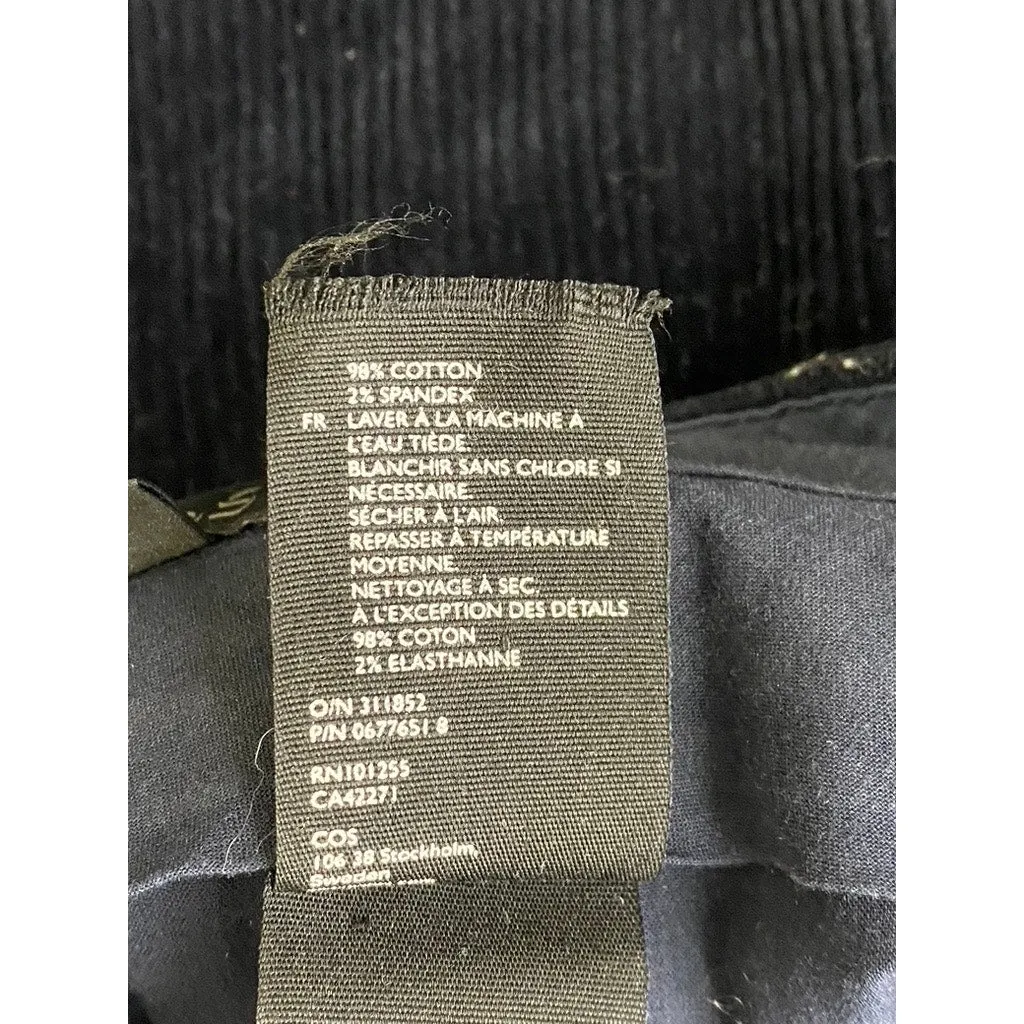 98% COTTON
2% SPANDEX
FR LAVER À LA MACHINE A
L'EAU TIÈDE.
BLANCHIR SANS CHLORE SI
NÉCESSAIRE.
SÉCHER À L'AIR.
REPASSER À TEMPÉRATURE
MOYENNE.
NETTOYAGE À SEC,
À L'EXCEPTION DES DÉTAILS
98% COTON
2% ELASTHANNE
O/N 311852
P/N 0677651 8
RN101255
CA42271
COS
106 38 Stockholm,
Sweden